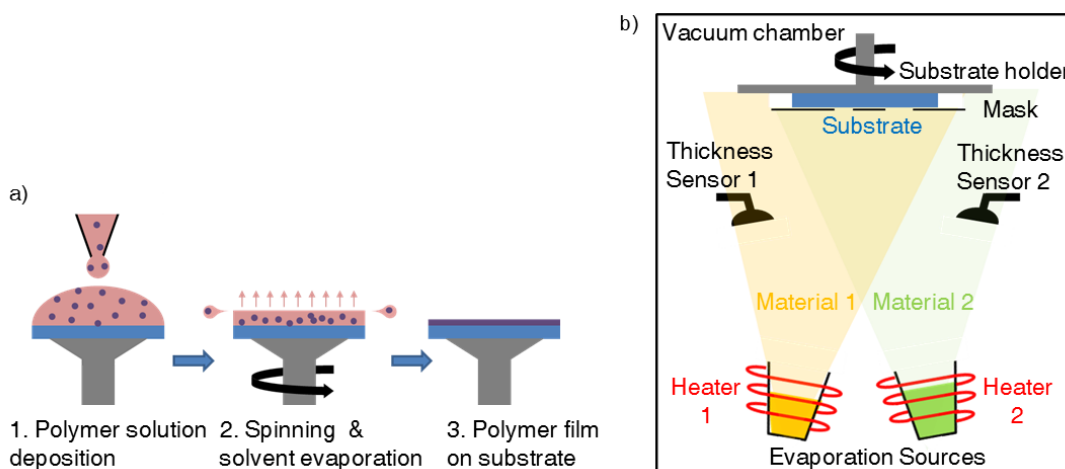 a)
1. Polymer solution
deposition
2. Spinning &
solvent evaporation
3. Polymer film
on substrate
b)
Vacuum chamber
Substrate holder
Mask
Substrate
Thickness
Sensor 1
Thickness
Sensor 2
Material 1
Material 2
Heater
1
Heater
2
Evaporation Sources